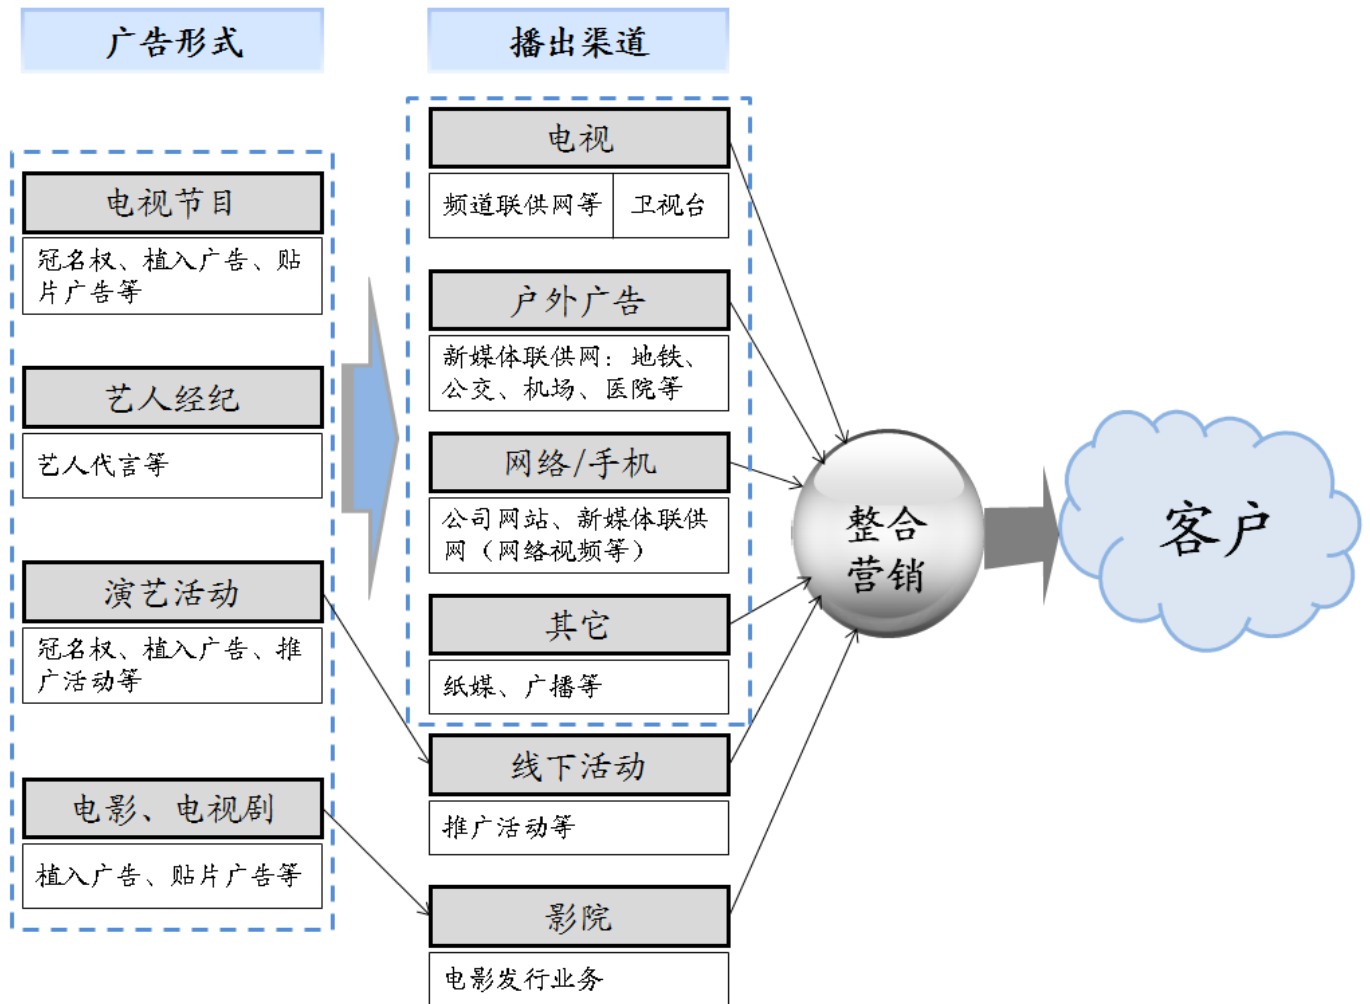 广告形式
播出渠道
电视节目
冠名权、植入广告、贴
片广告等
艺人经纪
艺人代言等
演艺活动
冠名权、植入广告、推
广活动等
电影、电视剧
植入广告、贴片广告等
电视
频道联供网等
卫视台
户外广告
新媒体联供网：地铁、
公交、机场、医院等
网络/手机
公司网站、新媒体联供
网（网络视频等）
其它
纸媒、广播等
线下活动
推广活动等
影院
电影发行业务
整合
营销
客户